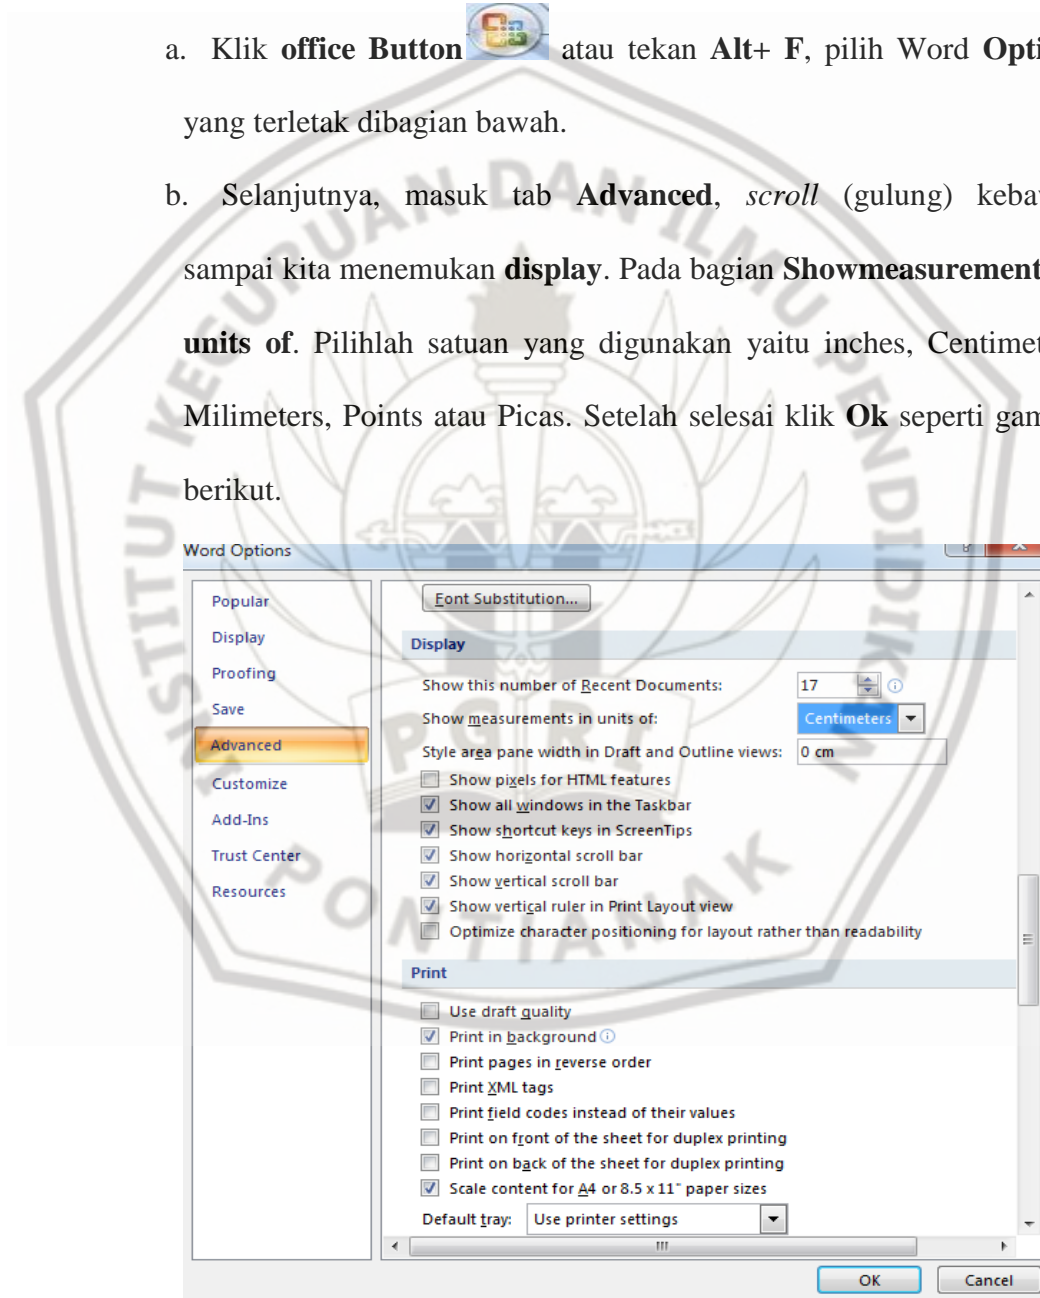 a. Klik office Button atau tekan Alt+ F, pilih Word Opti
yang terletak dibagian bawah.
b. Selanjutnya, masuk tab Advanced, scroll (gulung) keba
sampai kita menemukan display. Pada bagian Showmeasurement
units of. Pilihlah satuan yang digunakan yaitu inches, Centimet
Milimeters, Points atau Picas. Setelah selesai klik Ok seperti gam
berikut.
Word Options
Popular
Display
Proofing
Save
Advanced
Customize
Add-Ins
Trust Center
Resources
Font Substitution...
Display
Show this number of Recent Documents: 17
Show measurements in units of: Centimeters
Style area pane width in Draft and Outline views: 0 cm
Show pixels for HTML features
Show all windows in the Taskbar
Show shortcut keys in ScreenTips
Show horizontal scroll bar
Show vertical scroll bar
Show vertical ruler in Print Layout view
Optimize character positioning for layout rather than readability
Print
Use draft quality
Print in background
Print pages in reverse order
Print XML tags
Print field codes instead of their values
Print on front of the sheet for duplex printing
Print on back of the sheet for duplex printing
Scale content for A4 or 8.5 x 11" paper sizes
Default tray: Use printer settings
OK Cancel
INSTITUT KEGURUAN DAN ILMU PENDIDIKAN
PGRI
PONTIANAK